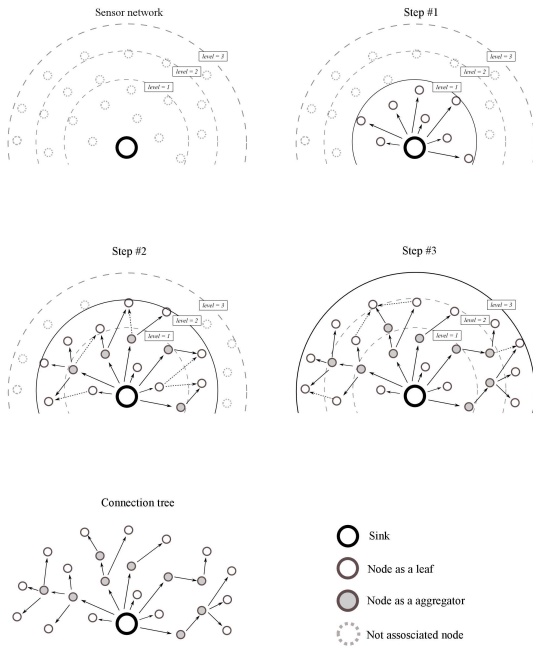 Sensor network
level = 3
level = 2
level = 1
Step #1
level = 3
level = 2
level = 1
Step #2
level = 3
level = 2
level = 1
Step #3
level = 3
level = 2
level = 1
Connection tree
Sink
Node as a leaf
Node as a aggregator
Not assosciated node